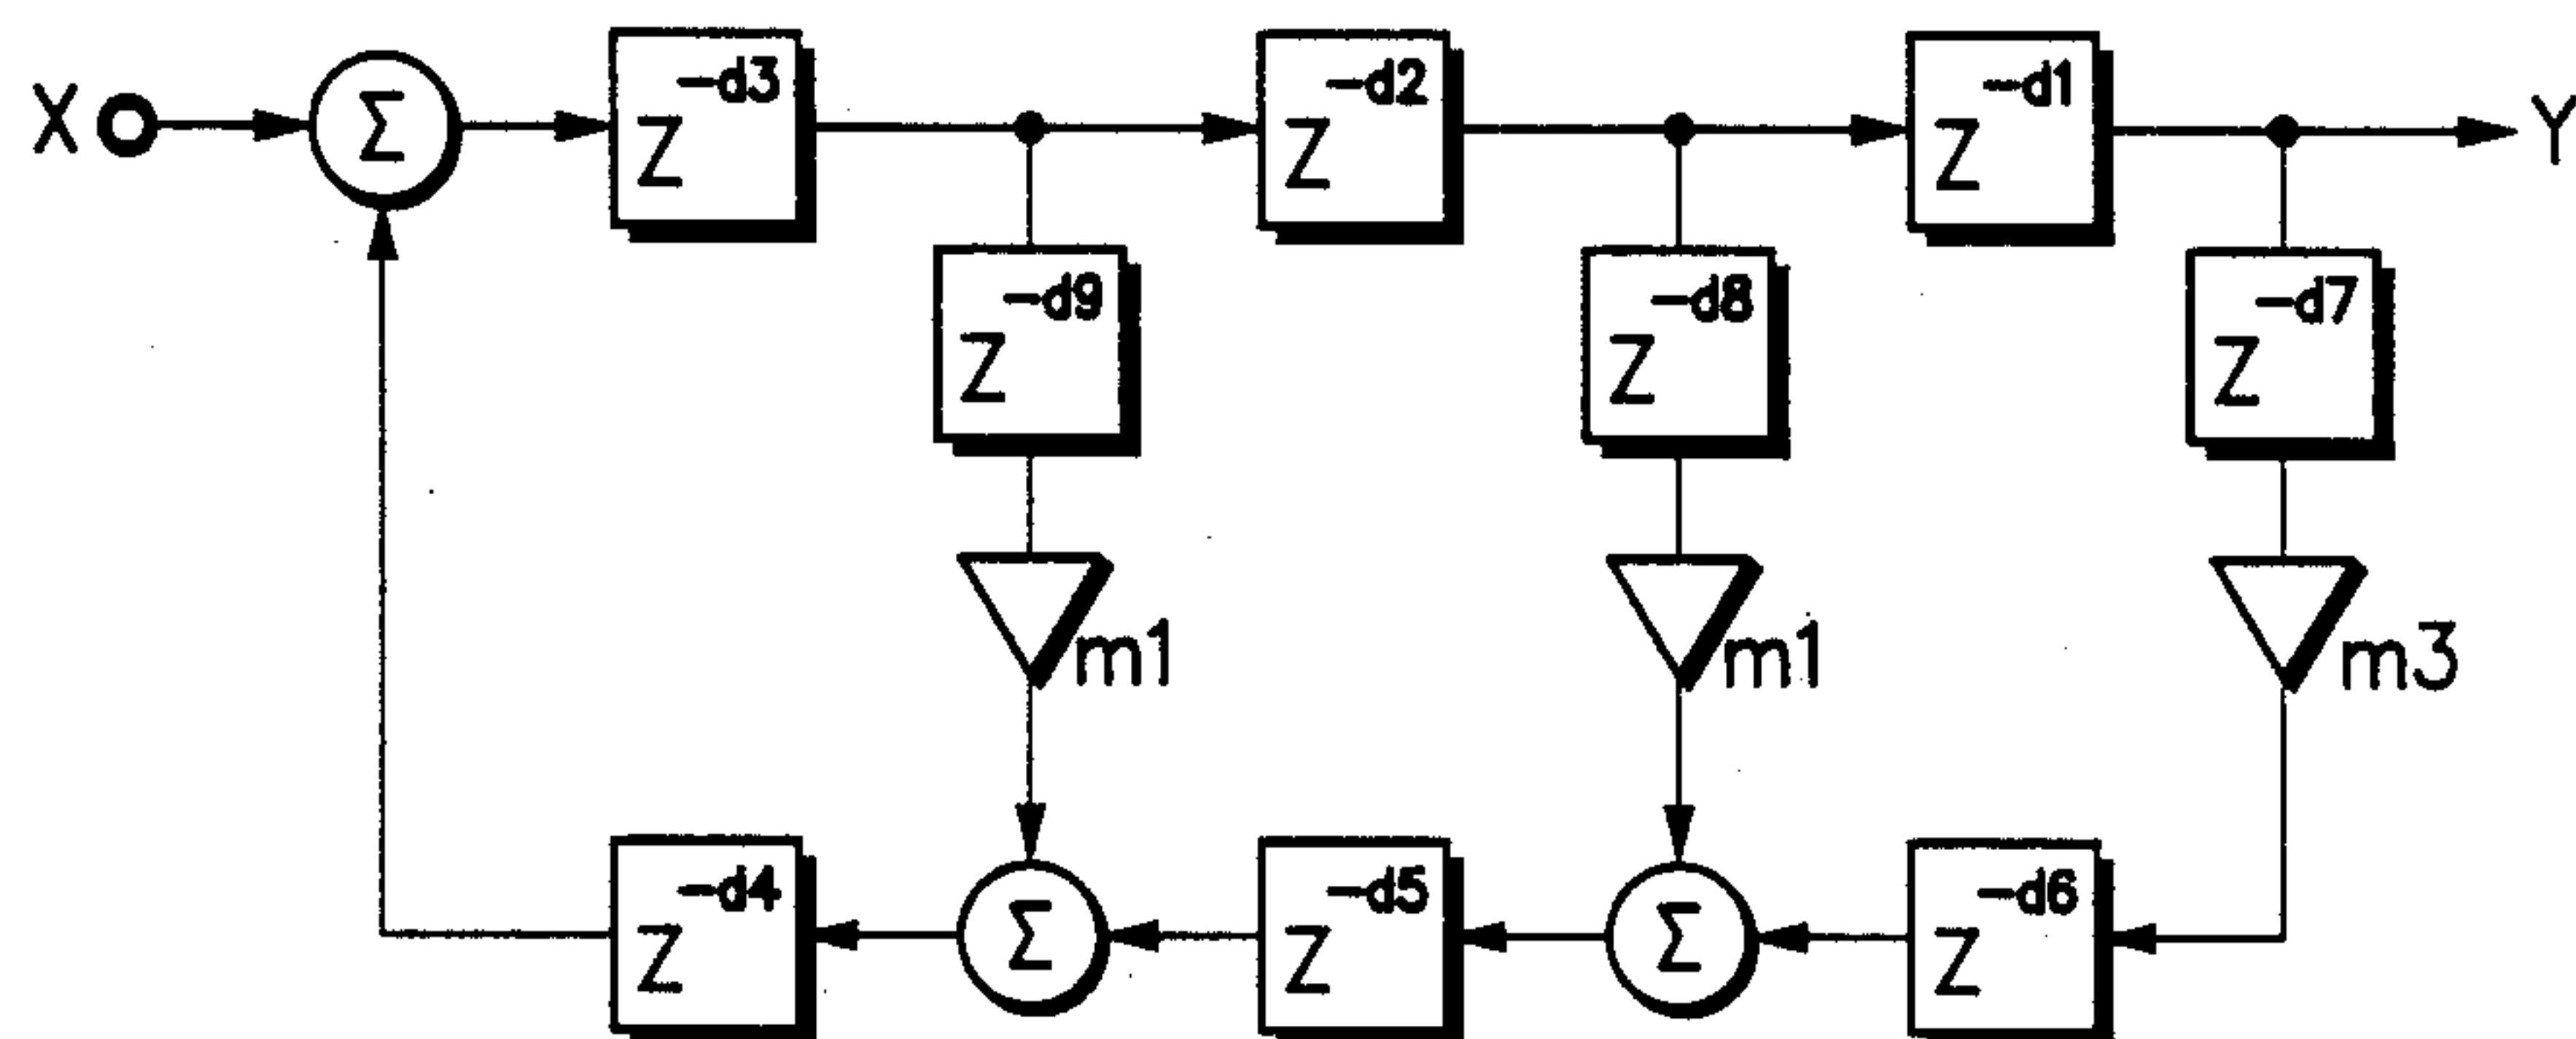 X Σ Z -d3 Z -d2 Z -d1 Y
Z -d9 Z -d8 Z -d7
m1 m1 m3
Z -d4 Σ Z -d5 Σ Z -d6